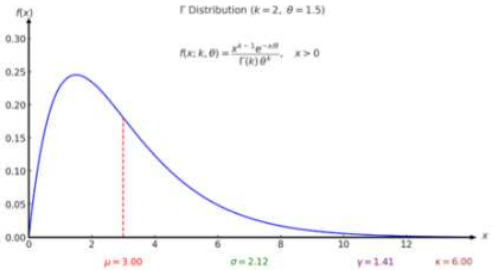 Γ Distribution (k = 2, θ = 1.5)
f(x)
f(x; k, θ) = x^{k−1}e^{−x/θ} / Γ(k) θ^k, x > 0
0.30
0.25
0.20
0.15
0.10
0.05
0.00
0 2 4 6 8 10 12 x
μ = 3.00 σ = 2.12 γ = 1.41 κ = 6.00